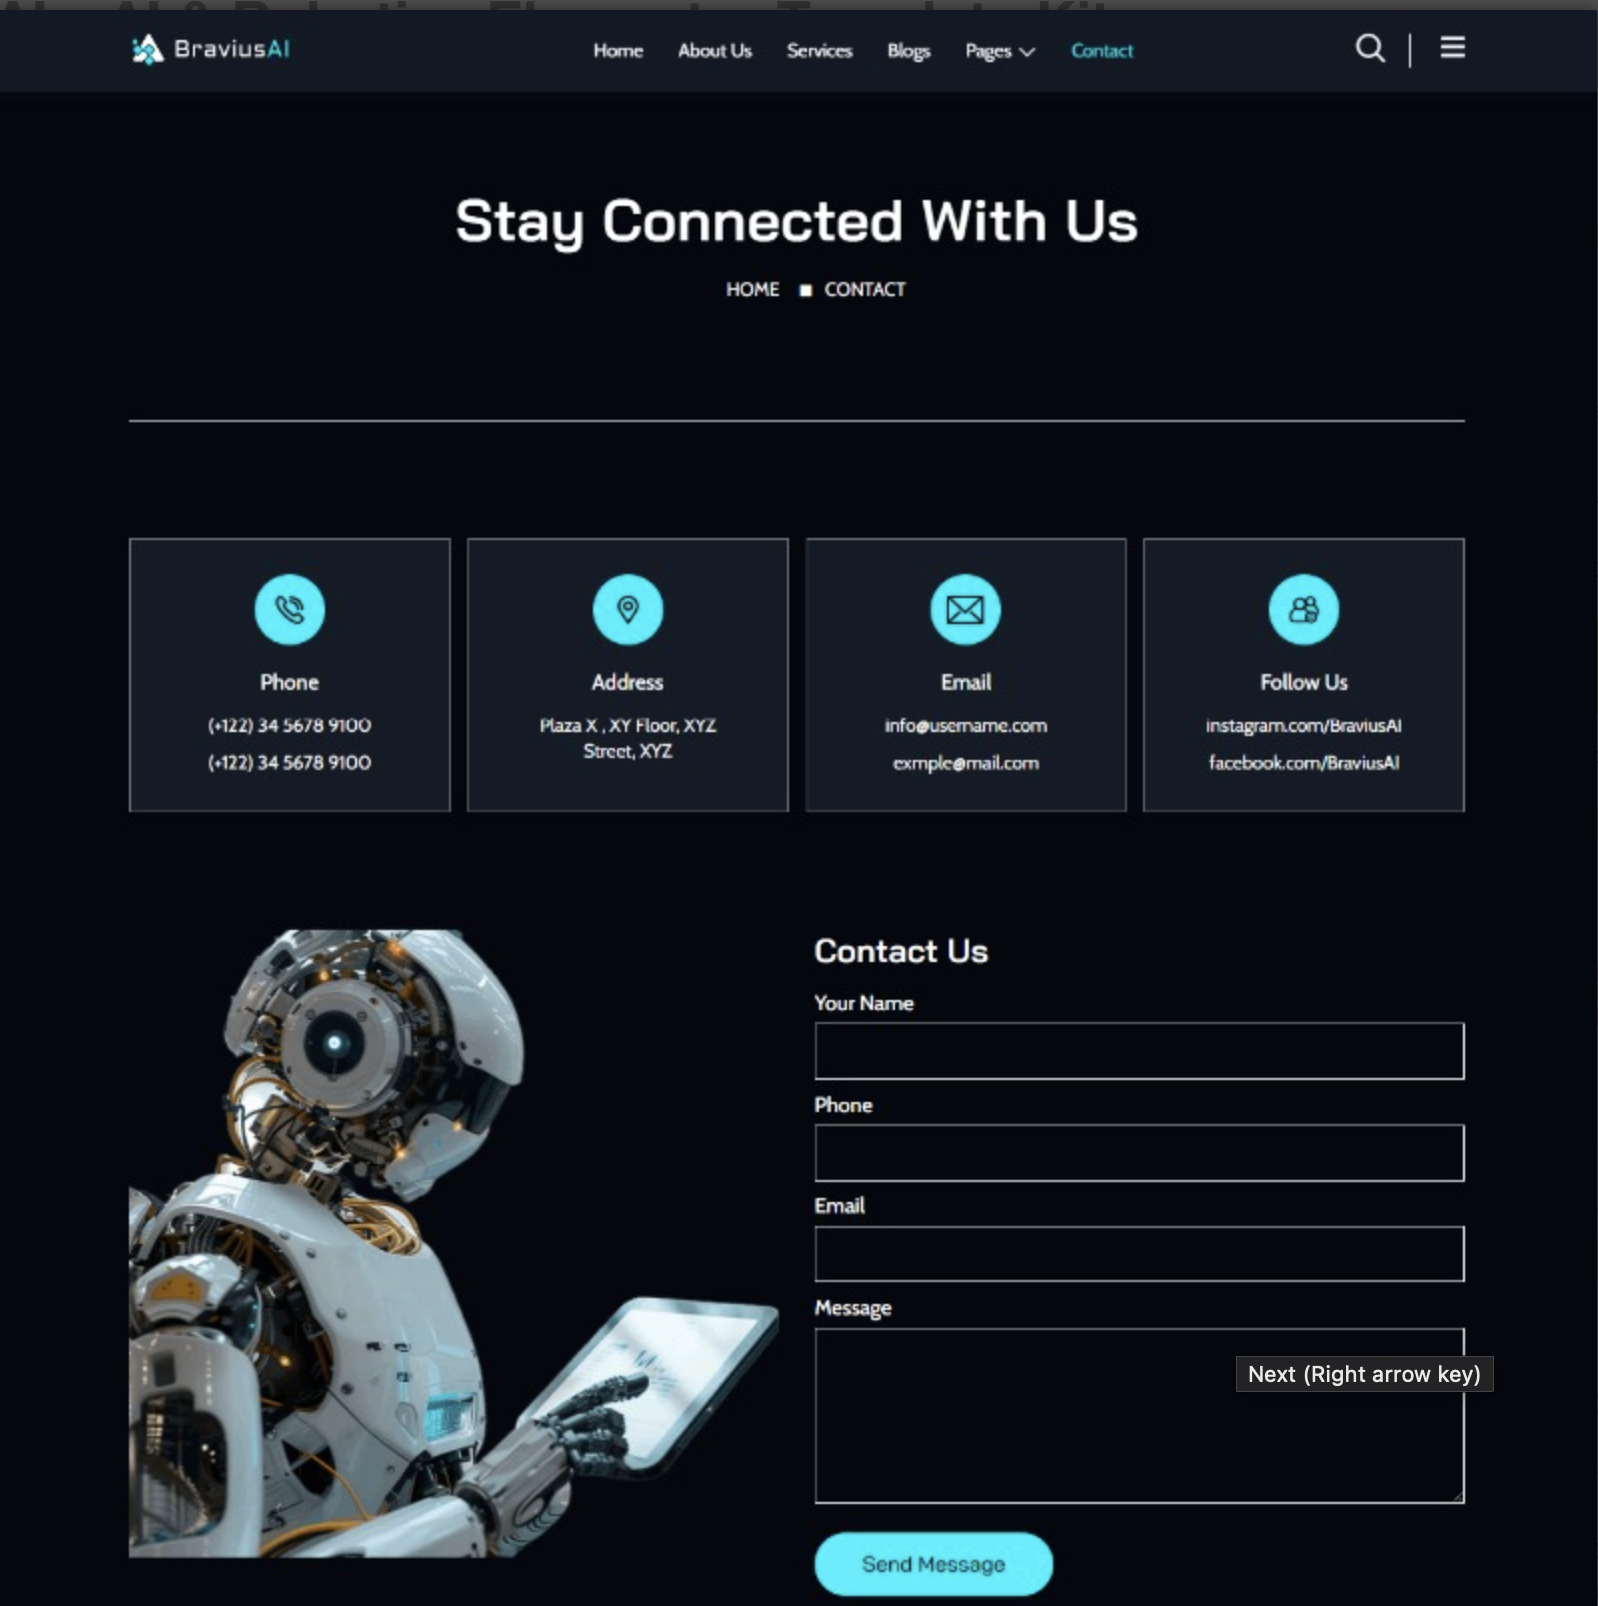 BraviusAI
Home About Us Services Blogs Pages Contact
Stay Connected With Us
HOME CONTACT
Phone
(+122) 34 5678 9100
(+122) 34 5678 9100
Address
Plaza X , XY Floor, XYZ
Street, XYZ
Email
info@username.com
exmple@mail.com
Follow Us
instagram.com/BraviusAI
facebook.com/BraviusAI
Contact Us
Your Name
Phone
Email
Message
Next (Right arrow key)
Send Message